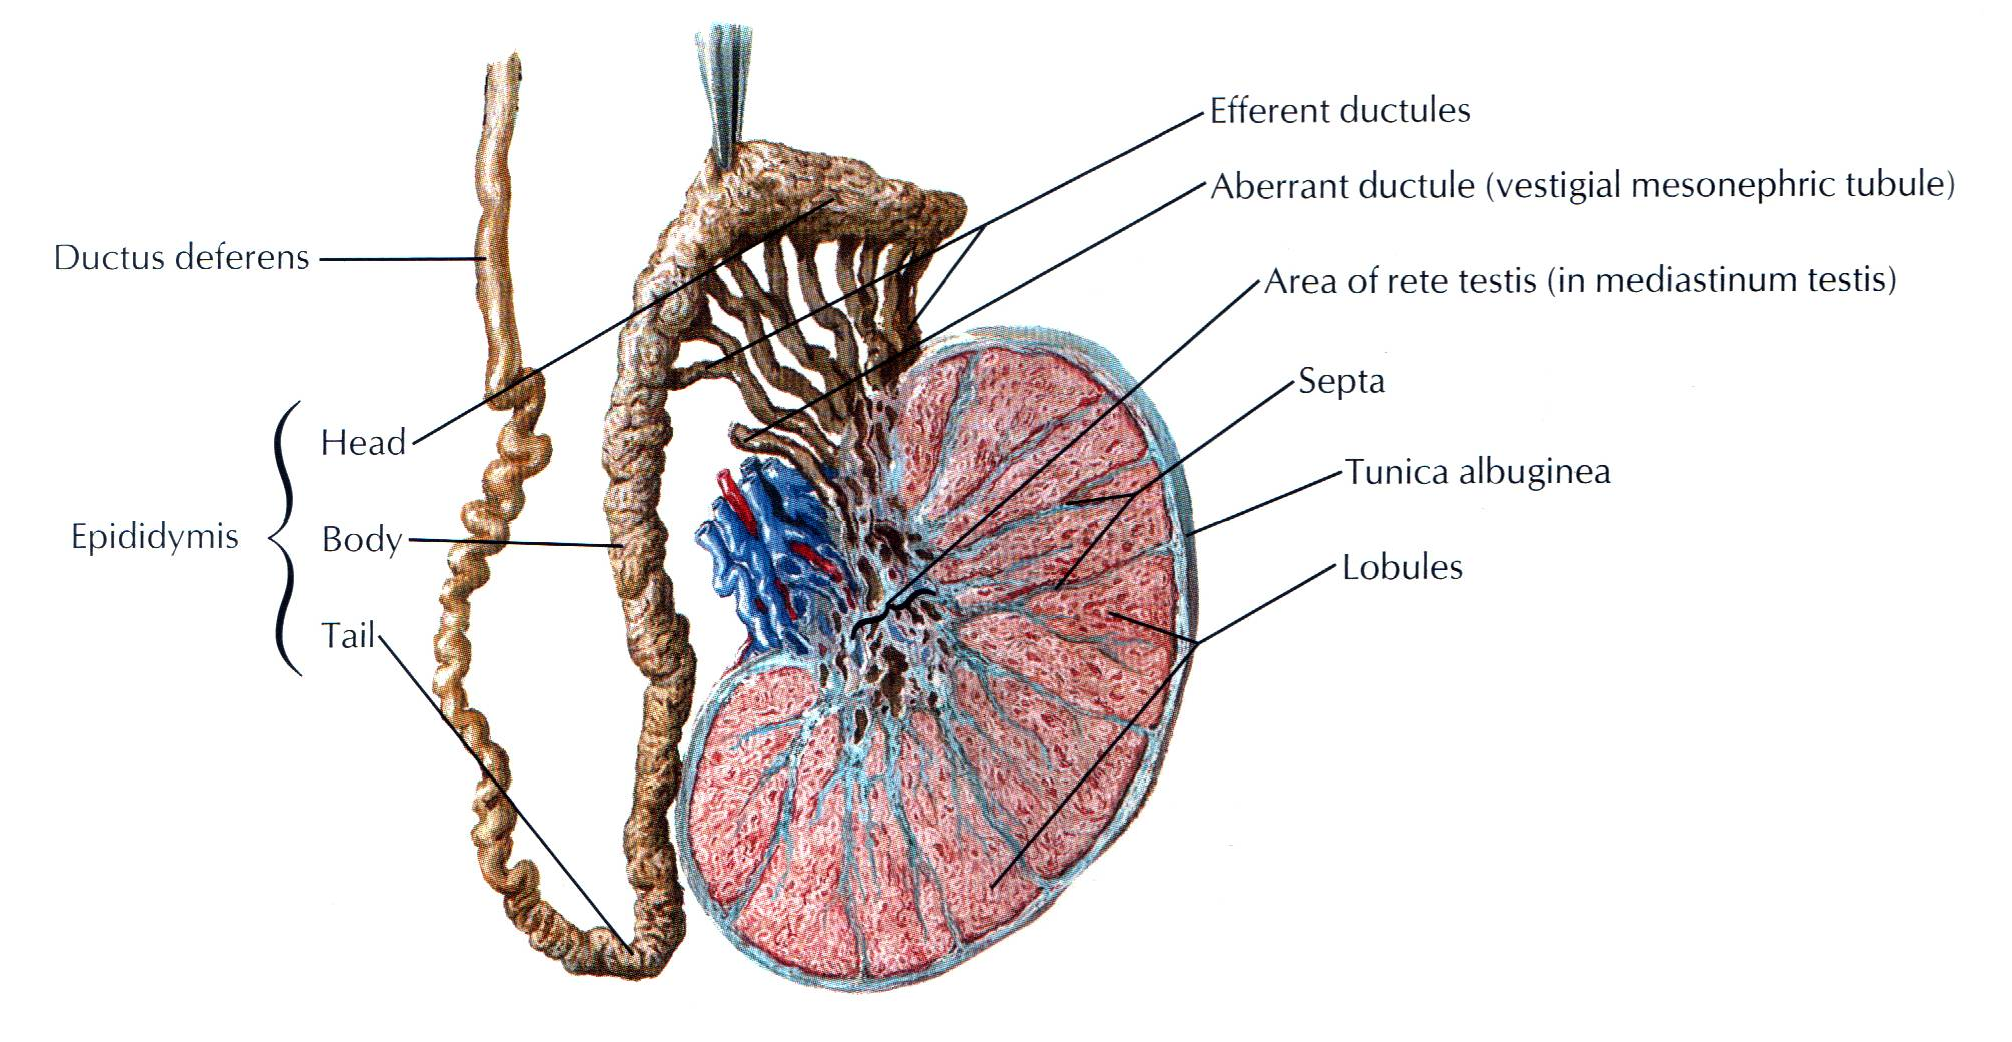 Efferent ductules
Aberrant ductule (vestigial mesonephric tubule)
Ductus deferens
Area of rete testis (in mediastinum testis)
Septa
Head
Tunica albuginea
Epididymis
Body
Lobules
Tail